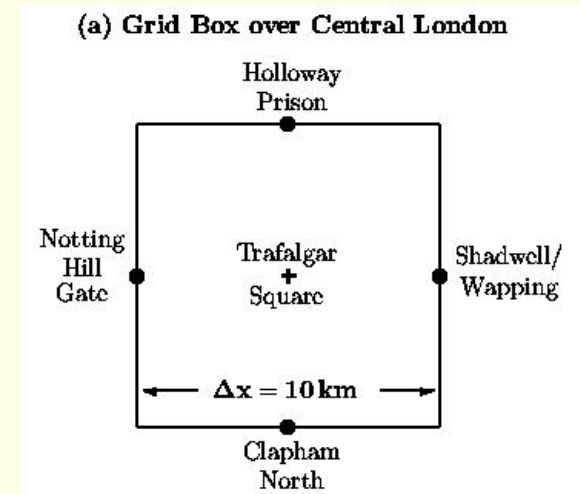 (a) Grid Box over Central London
Holloway
Prison
Notting
Hill
Gate
Trafalgar
Square
Shadwell/
Wapping
Δx = 10 km
Clapham
North